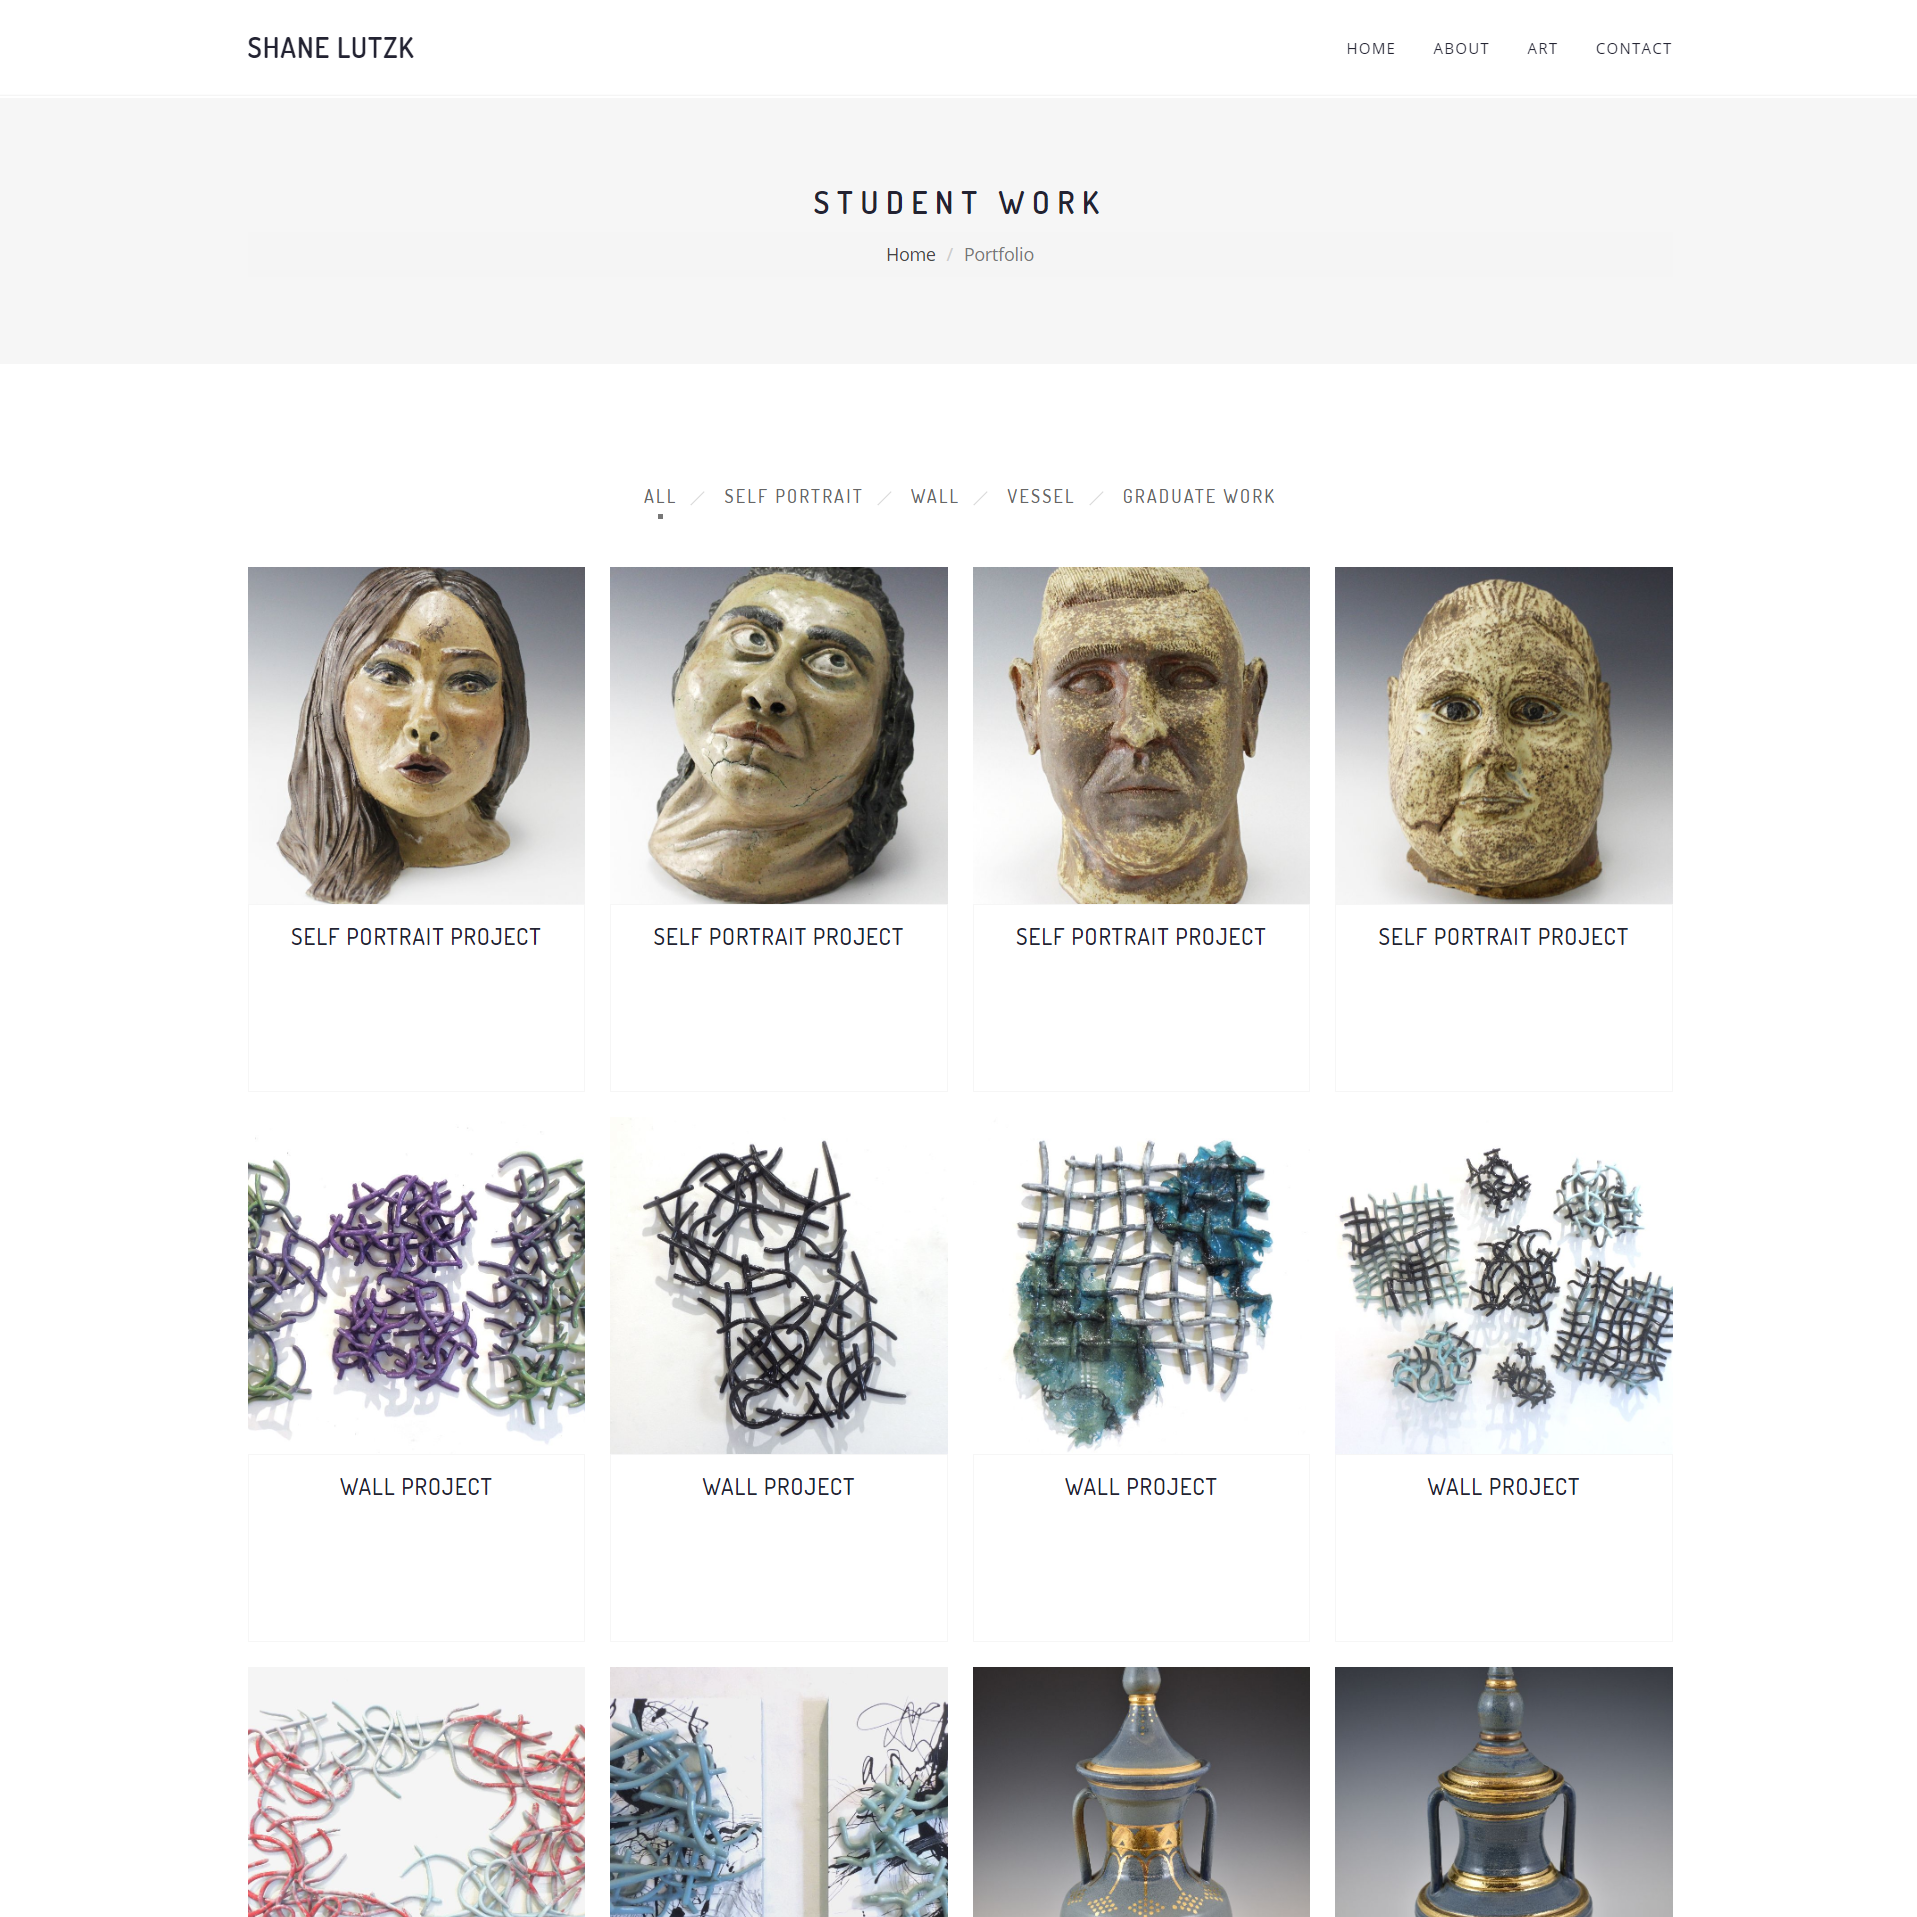 SHANE LUTZK
HOME ABOUT ART CONTACT
STUDENT WORK
Home / Portfolio
ALL / SELF PORTRAIT / WALL / VESSEL / GRADUATE WORK
SELF PORTRAIT PROJECT
SELF PORTRAIT PROJECT
SELF PORTRAIT PROJECT
SELF PORTRAIT PROJECT
WALL PROJECT
WALL PROJECT
WALL PROJECT
WALL PROJECT